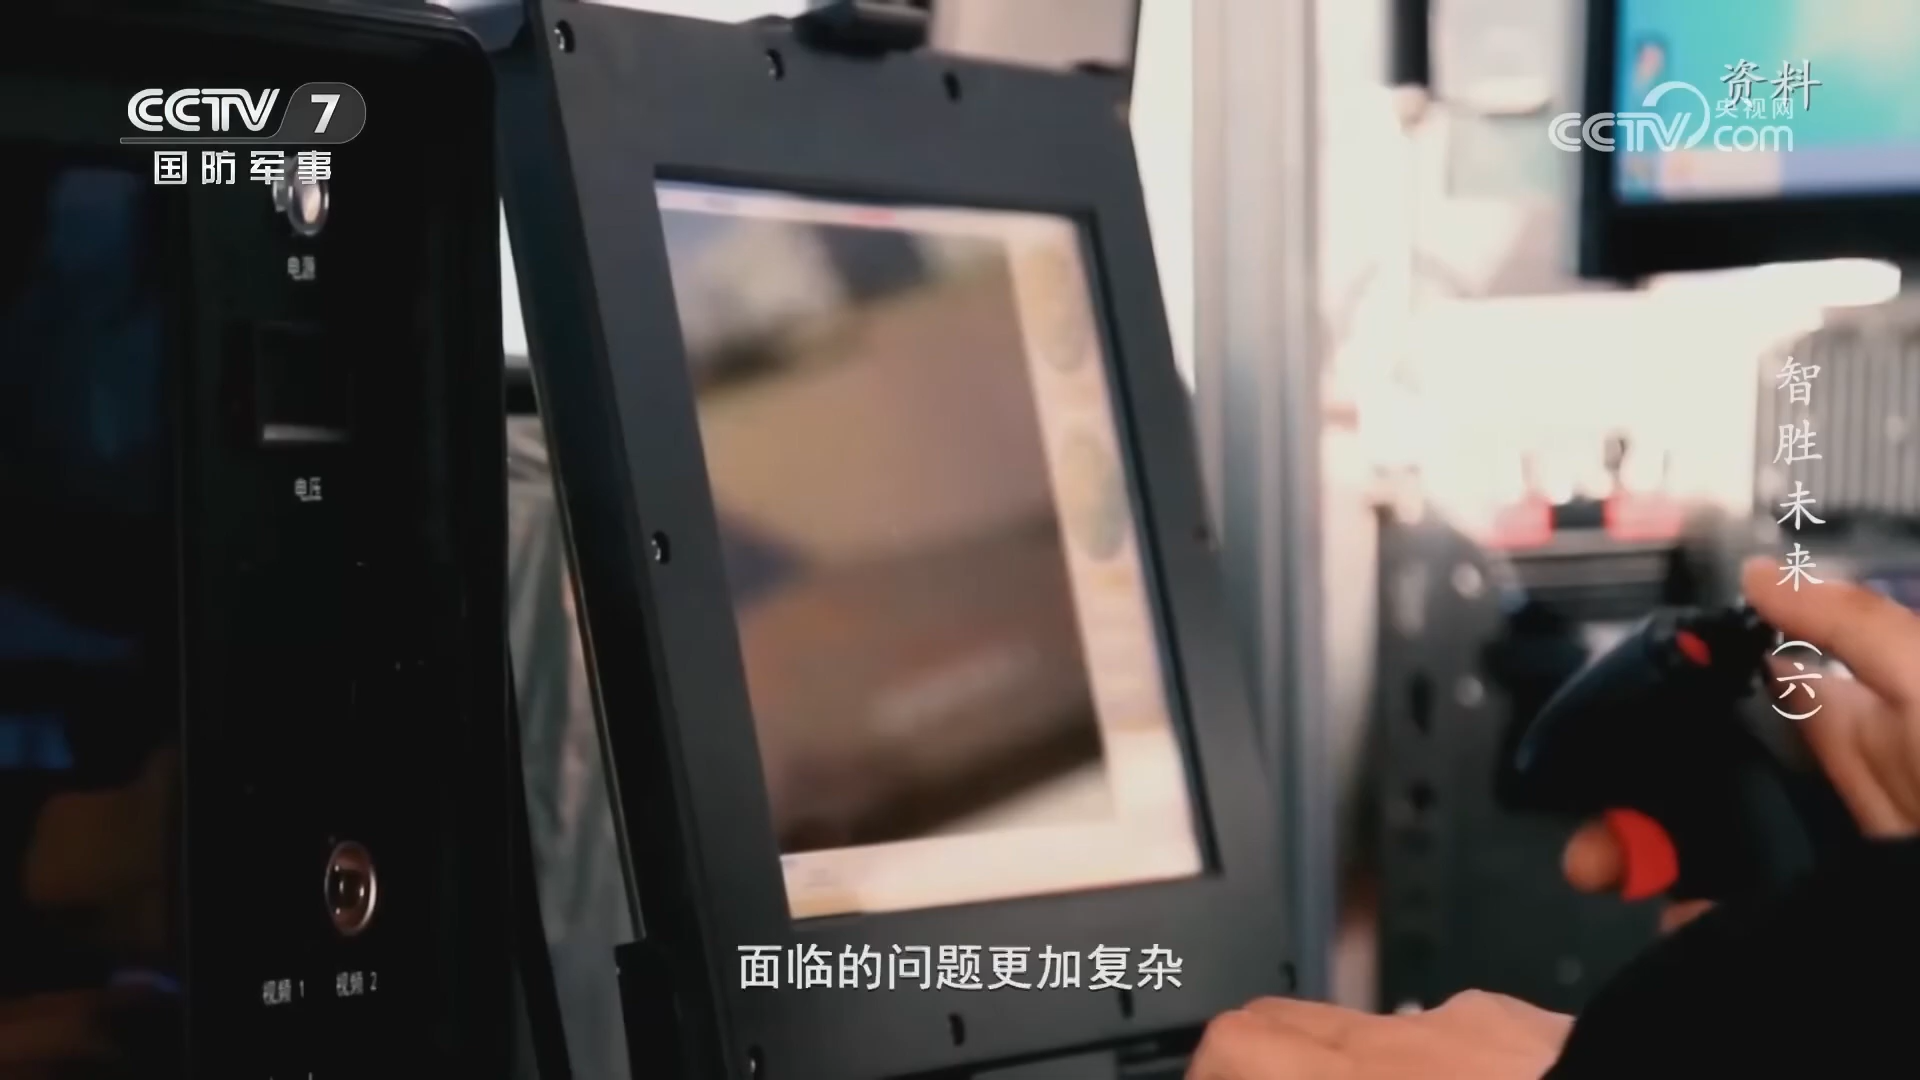 CCTV 7
国防军事
资料
央视网
CCTV com
电源
电压
智胜未来（六）
视频 1 视频 2
面临的问题更加复杂